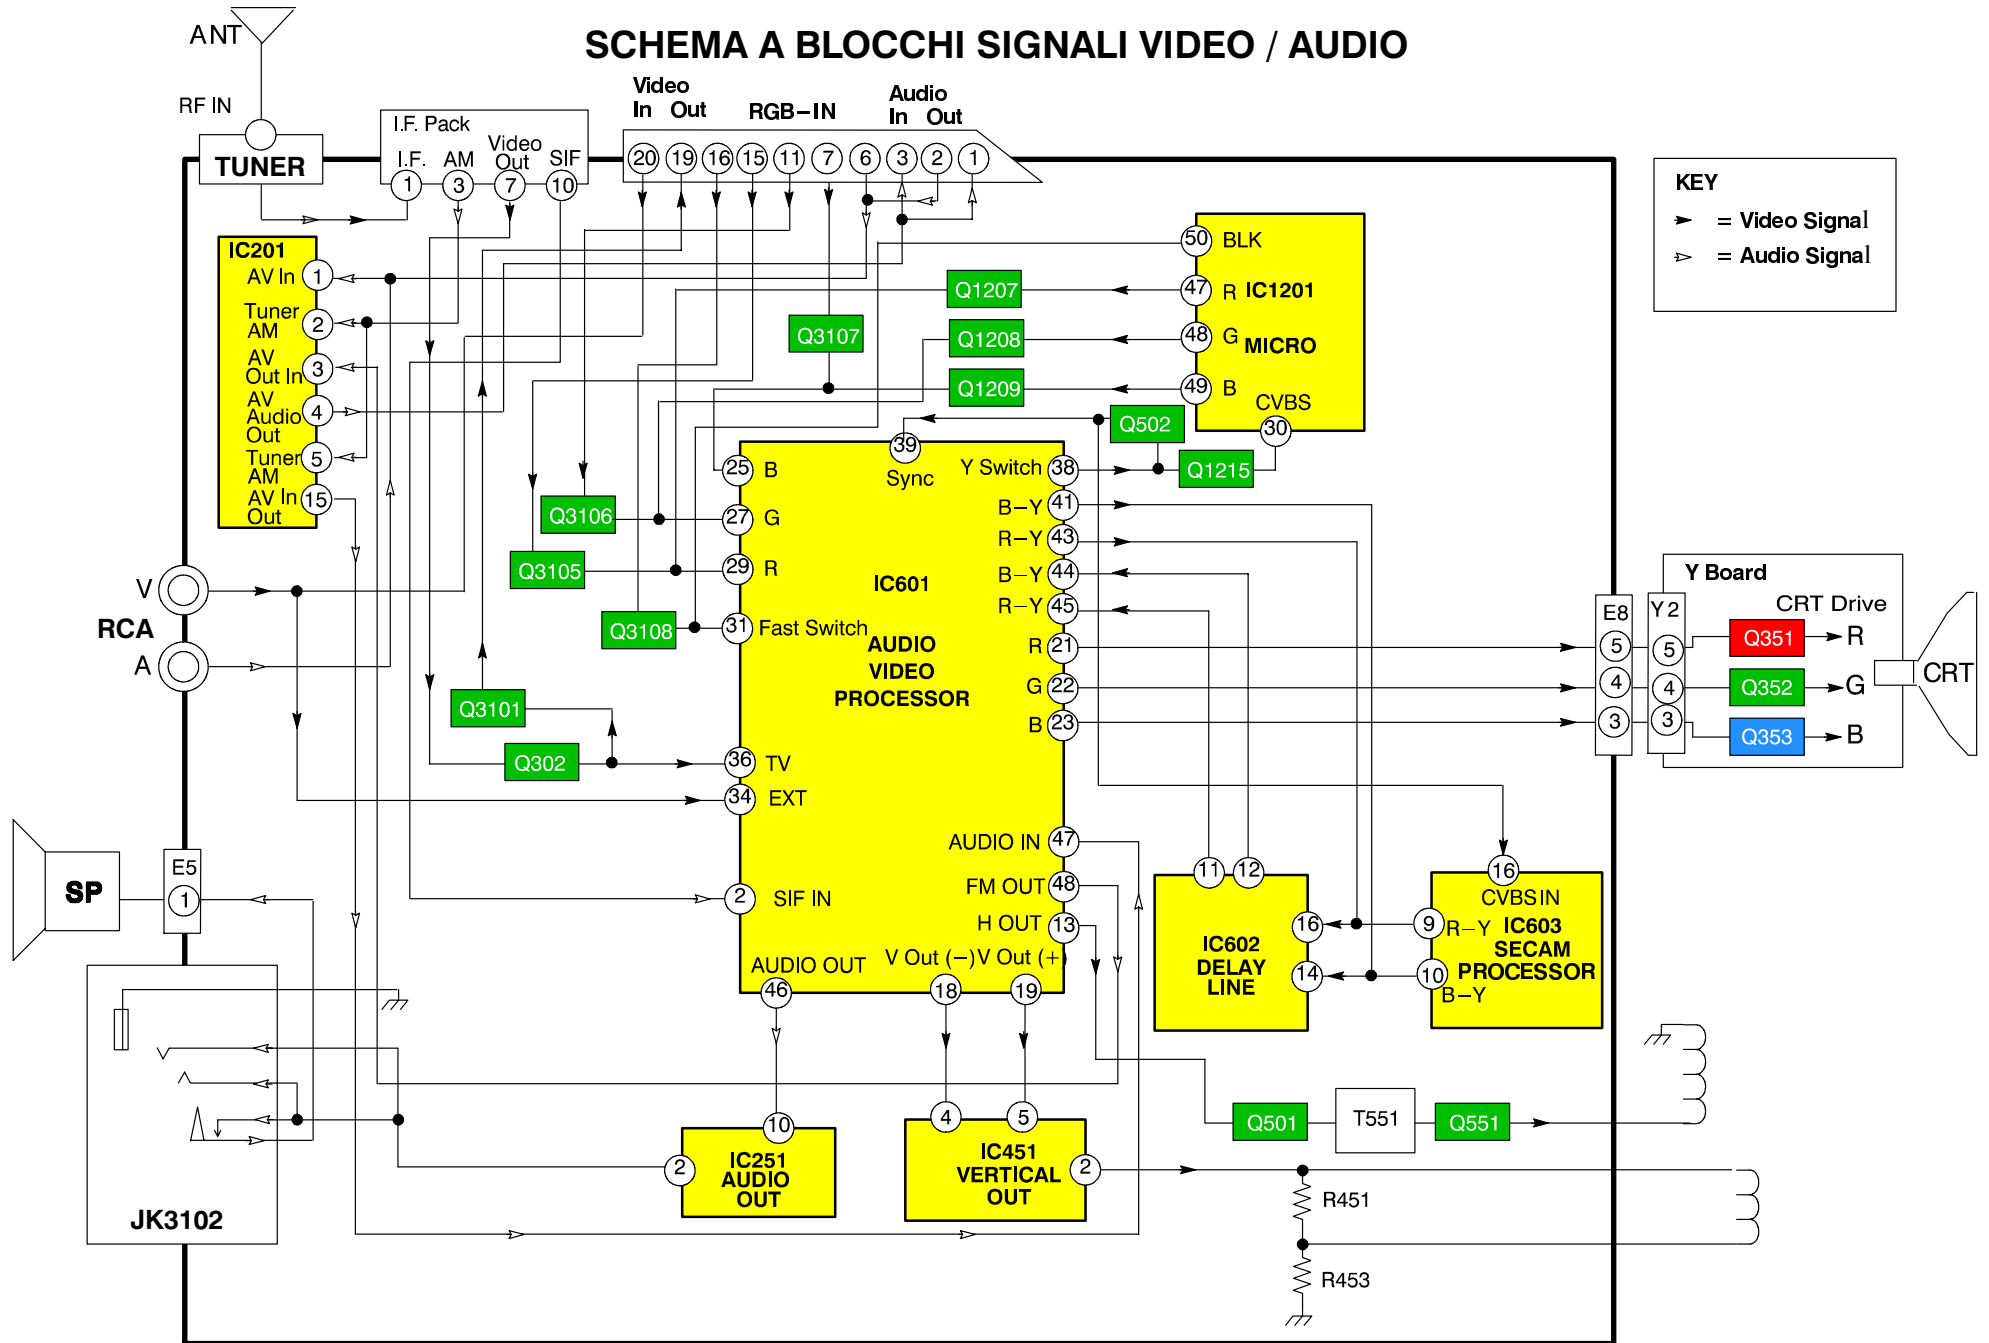 SCHEMA A BLOCCHI SIGNALI VIDEO / AUDIO
ANT
RF IN
TUNER
I.F. Pack
I.F. AM Video Out SIF
1 3 7 10
Video
In Out
RGB–IN
Audio
In Out
20 19 16 15 11 7 6 3 2 1
KEY
= Video Signal
= Audio Signal
IC201
AV In 1
Tuner AM 2
AV Out In 3
AV Audio Out 4
Tuner AM 5
AV In Out 15
50 BLK
47 R
48 G
49 B
IC1201
MICRO
CVBS
30
Q1207
Q1208
Q1209
Q3107
Q502
Q1215
Q3106
Q3105
Q3108
Q3101
Q302
V
RCA
A
39
Sync
25 B
27 G
29 R
31 Fast Switch
36 TV
34 EXT
2 SIF IN
IC601
AUDIO
VIDEO
PROCESSOR
Y Switch 38
B–Y 41
R–Y 43
B–Y 44
R–Y 45
R 21
G 22
B 23
AUDIO IN 47
FM OUT 48
H OUT 13
AUDIO OUT
V Out (–) V Out (+)
46 18 19
E8
5
4
3
Y2
5
4
3
Y Board
CRT Drive
Q351 R
Q352 G
Q353 B
CRT
SP
E5
1
JK3102
11 12
16
14
IC602
DELAY
LINE
16
CVBS IN
9 R–Y
10 B–Y
IC603
SECAM
PROCESSOR
10
2
IC251
AUDIO
OUT
4 5
2
IC451
VERTICAL
OUT
Q501
T551
Q551
R451
R453